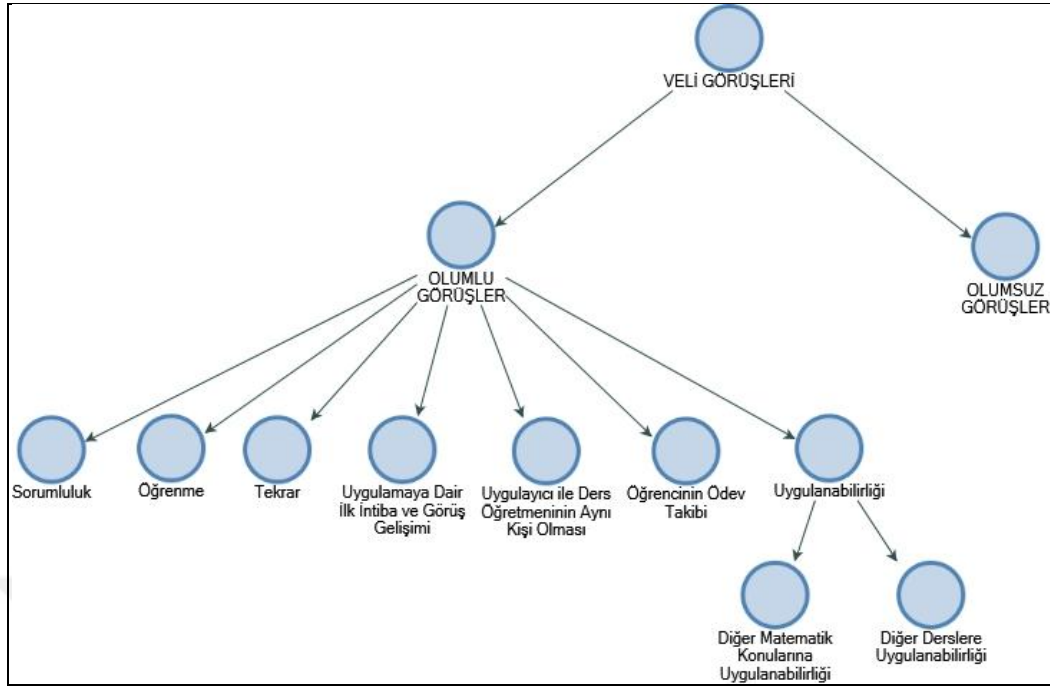 VELİ GÖRÜŞLERİ
OLUMLU
GÖRÜŞLER
OLUMSUZ
GÖRÜŞLER
Sorumluluk
Öğrenme
Tekrar
Uygulamaya Dair
İlk İntiba ve Görüş
Gelişimi
Uygulayıcı ile Ders
Öğretmeninin Aynı
Kişi Olması
Öğrencinin Ödev
Takibi
Uygulanabilirliği
Diğer Matematik
Konularına
Uygulanabilirliği
Diğer Derslere
Uygulanabilirliği